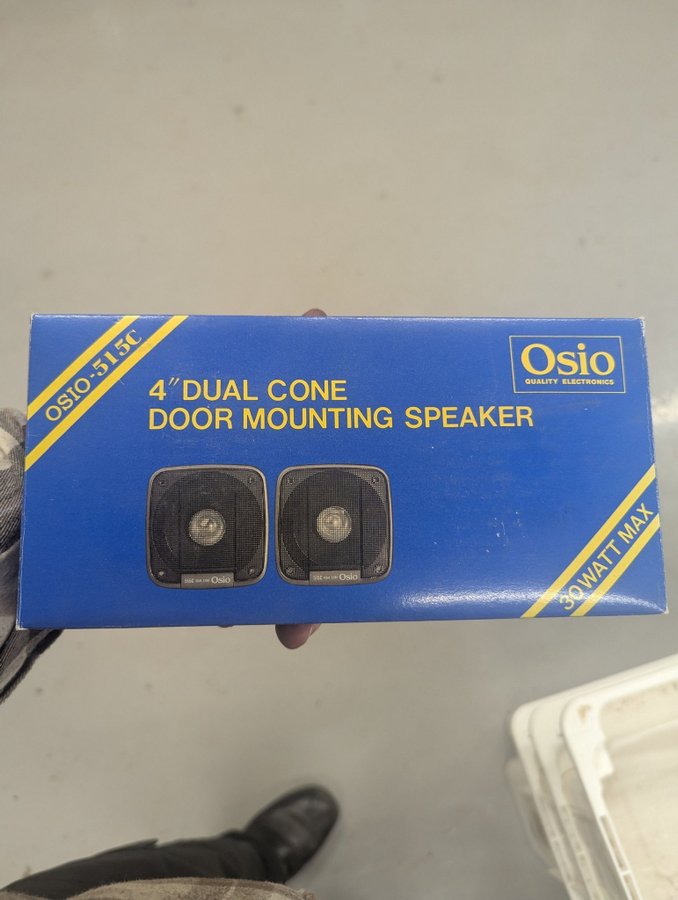 OSIO-515C
Osio
QUALITY ELECTRONICS
4" DUAL CONE
DOOR MOUNTING SPEAKER
Osio
Osio
30 WATT MAX